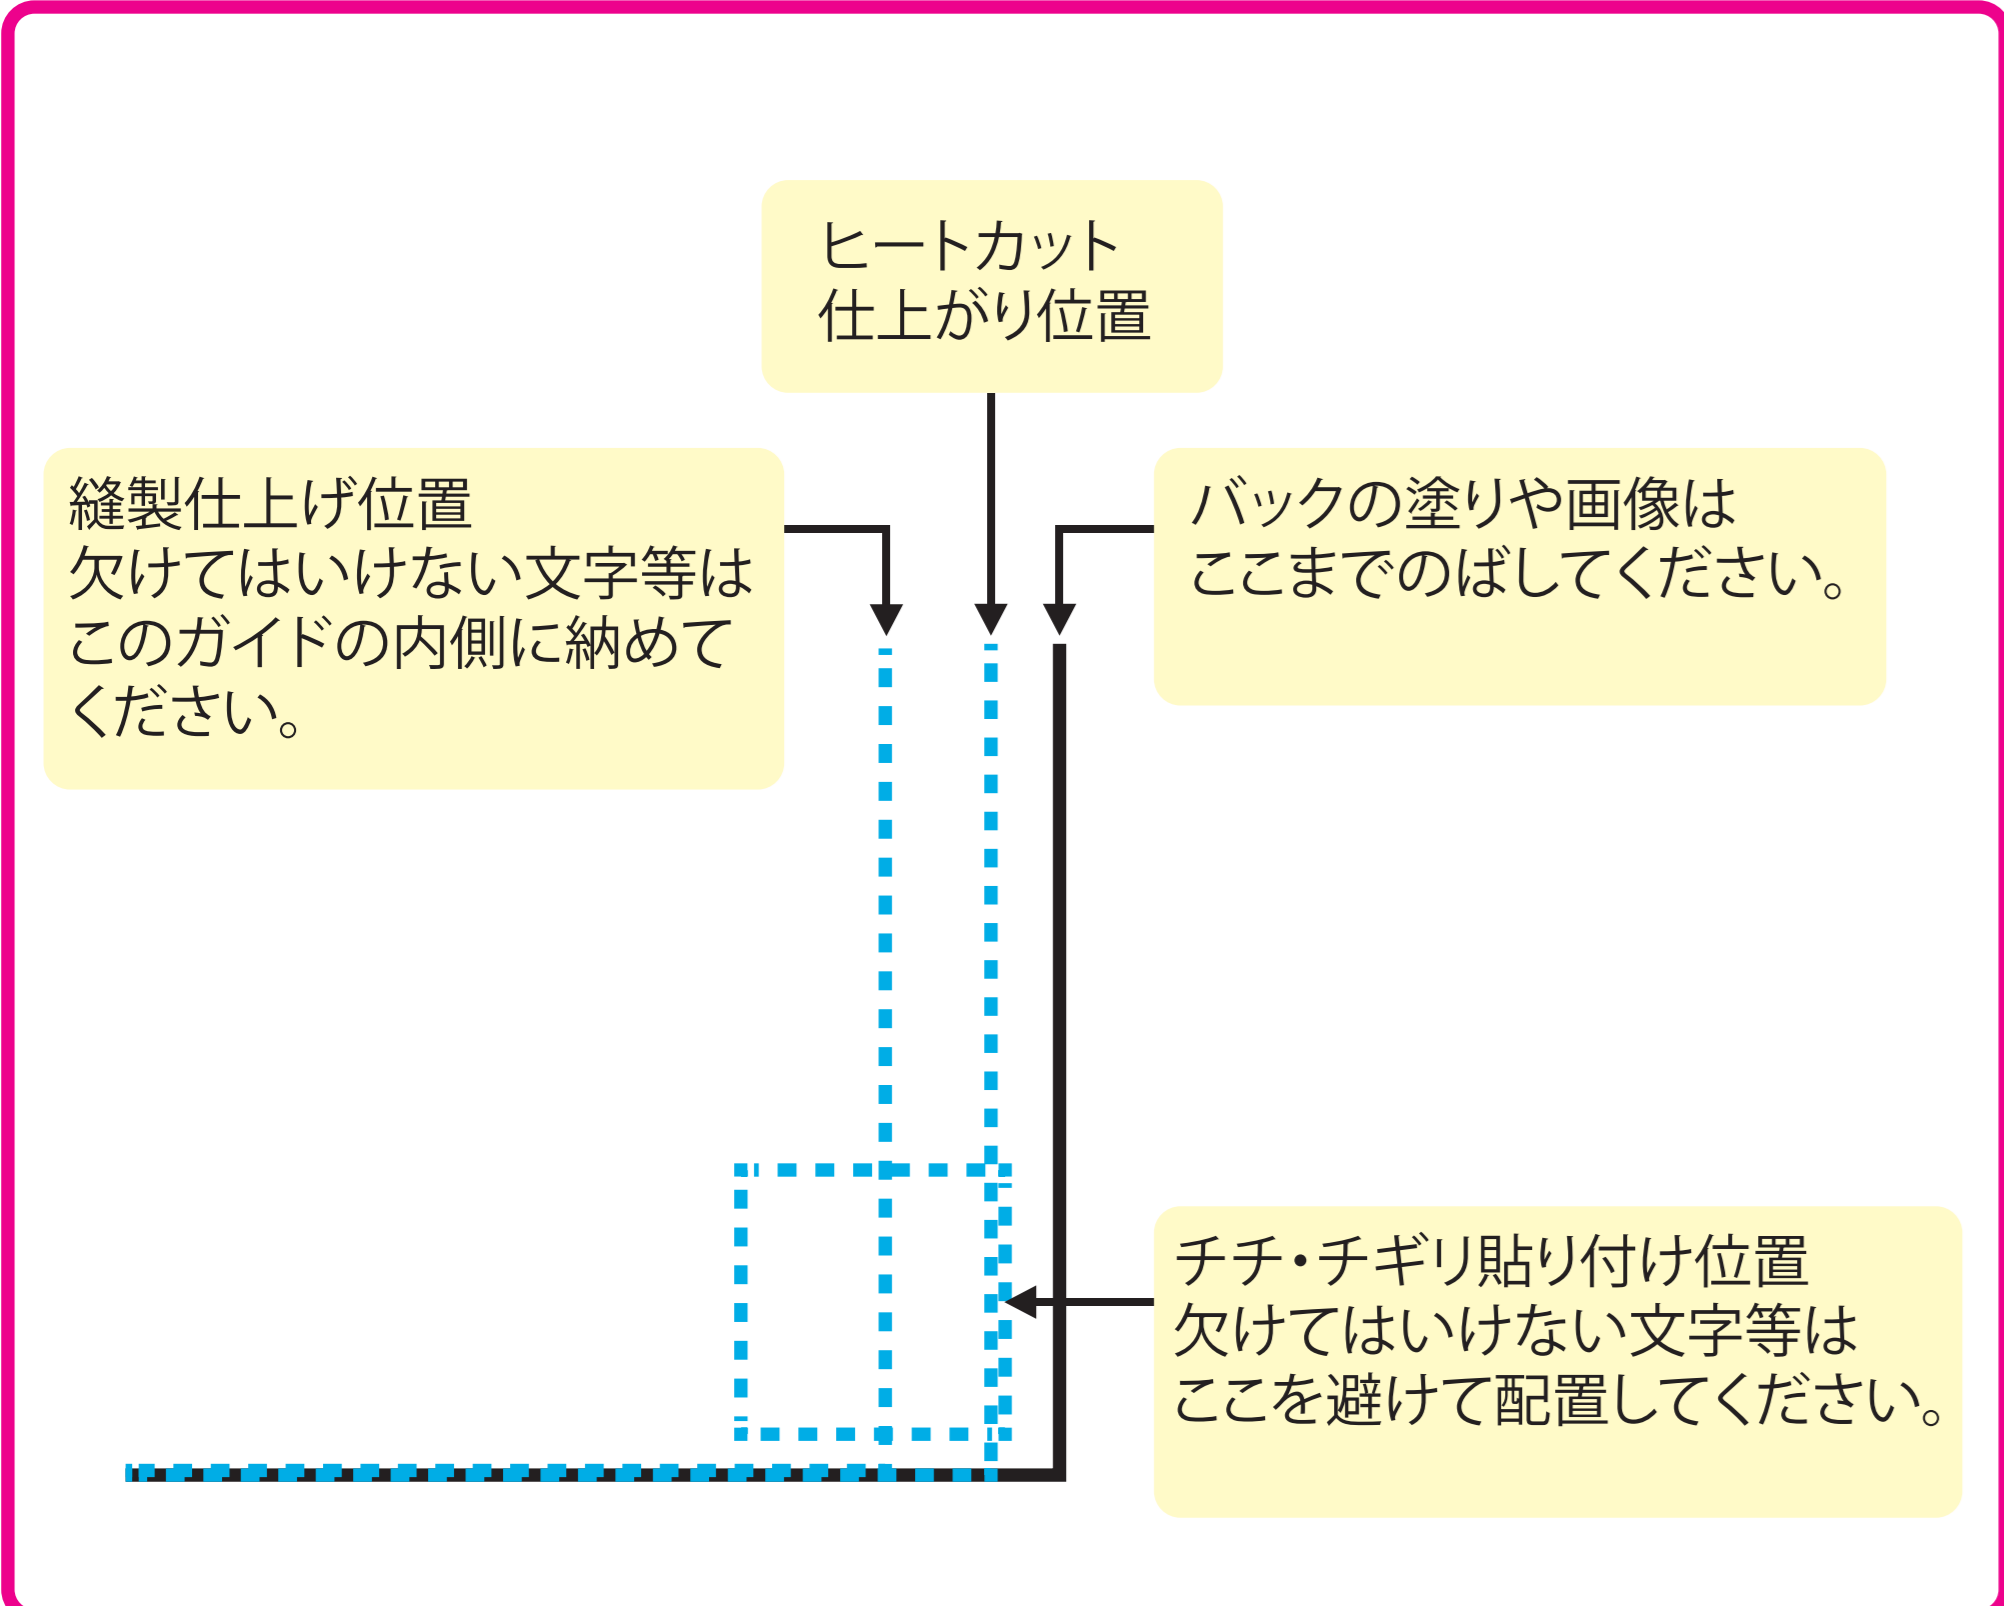 ヒートカット
仕上がり位置
縫製仕上げ位置
欠けてはいけない文字等は
このガイドの内側に納めて
ください。
バックの塗りや画像は
ここまでのばしてください。
チチ・チギリ貼り付け位置
欠けてはいけない文字等は
ここを避けて配置してください。